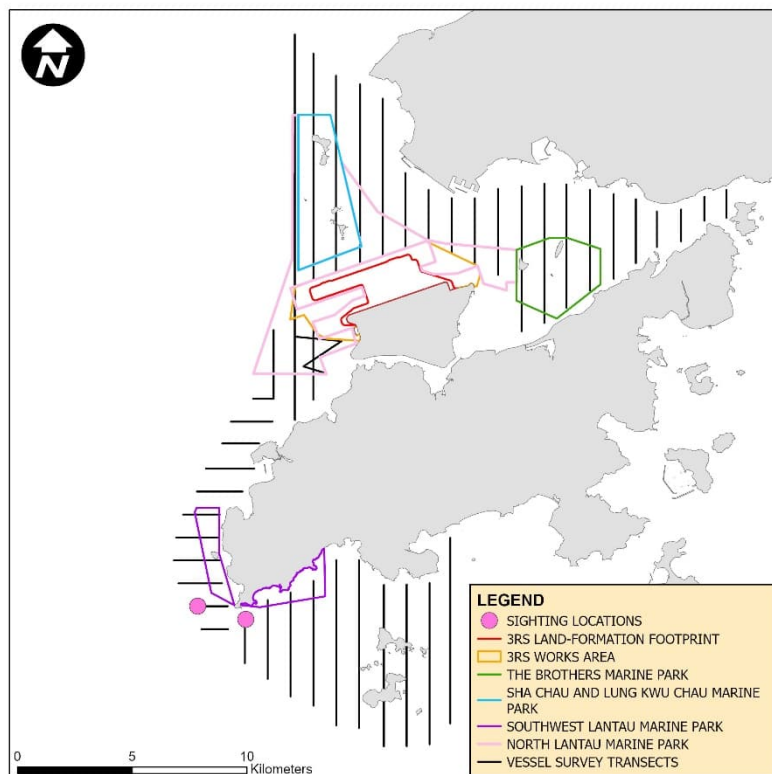 N
LEGEND
SIGHTING LOCATIONS
3RS LAND-FORMATION FOOTPRINT
3RS WORKS AREA
THE BROTHERS MARINE PARK
SHA CHAU AND LUNG KWU CHAU MARINE
PARK
SOUTHWEST LANTAU MARINE PARK
NORTH LANTAU MARINE PARK
VESSEL SURVEY TRANSECTS
0 5 10
Kilometers